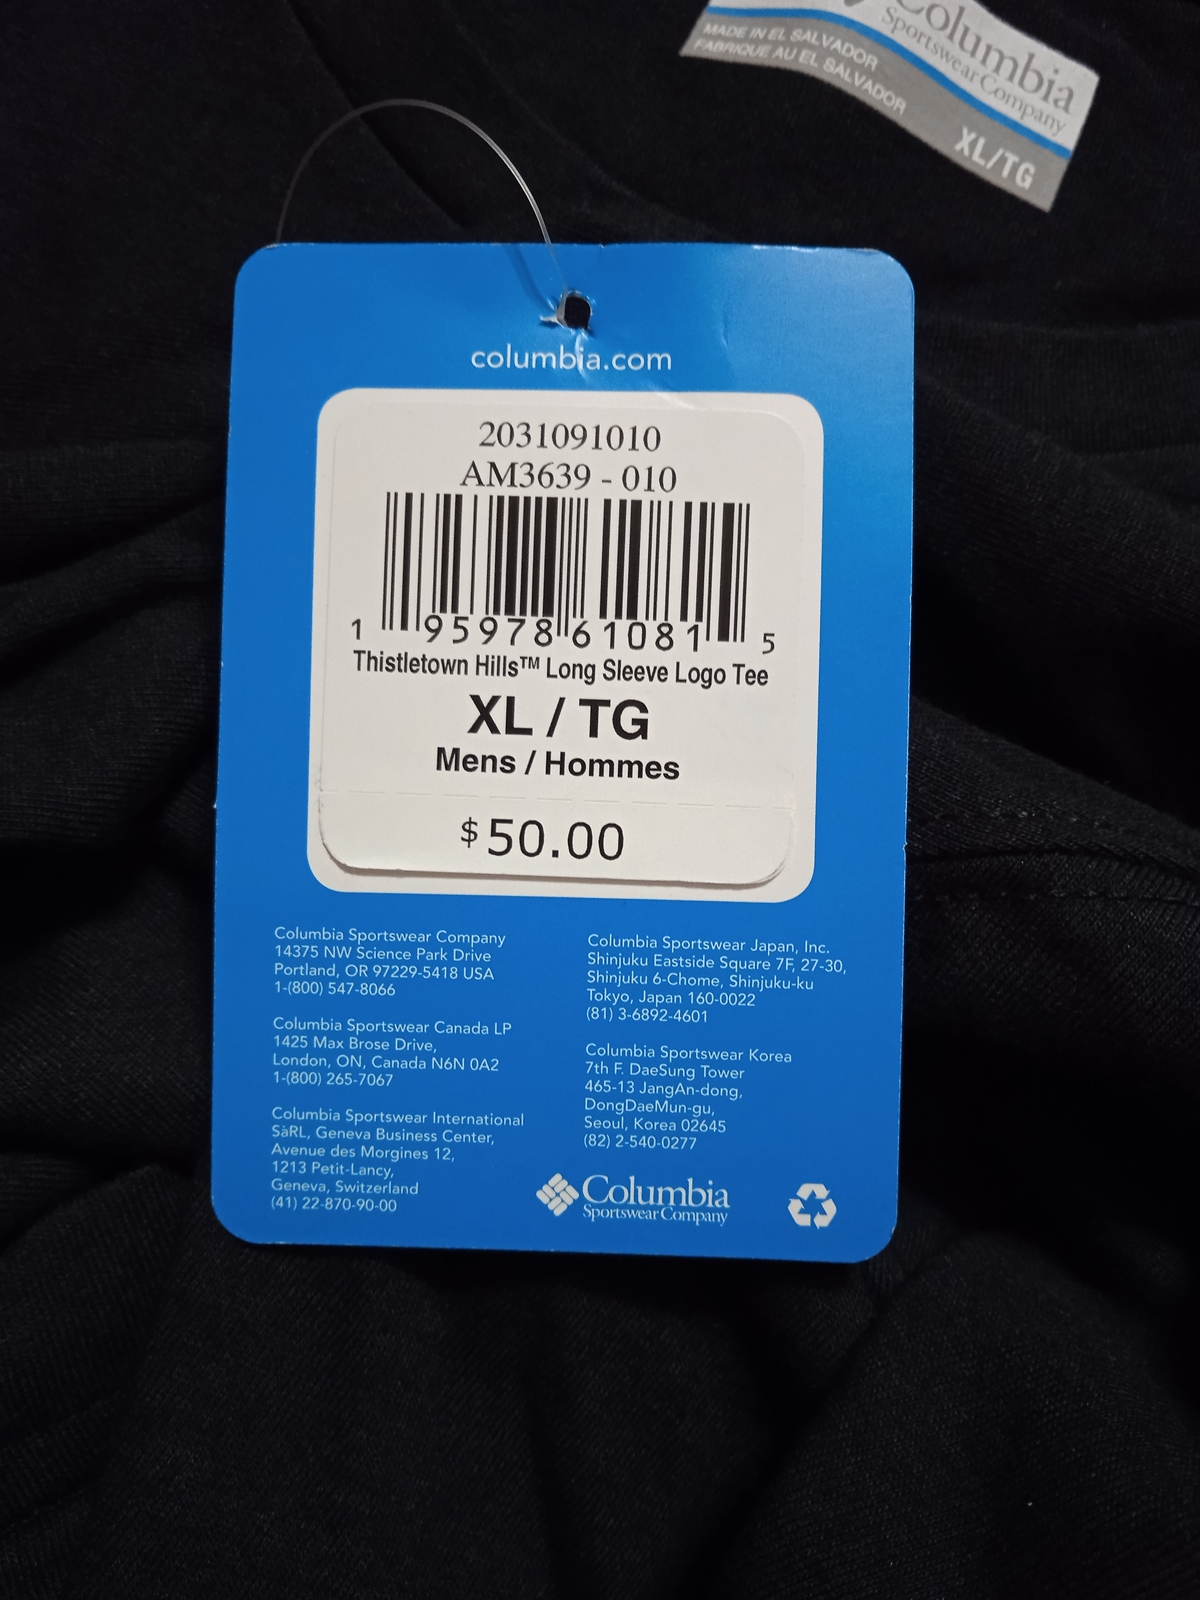 Columbia
Sportswear Company
MADE IN EL SALVADOR
FABRIQUE AU EL SALVADOR
XL/TG
columbia.com
2031091010
AM3639 - 010
1 95978 61081 5
Thistletown Hills™ Long Sleeve Logo Tee
XL / TG
Mens / Hommes
$50.00
Columbia Sportswear Company
14375 NW Science Park Drive
Portland, OR 97229-5418 USA
1-(800) 547-8066
Columbia Sportswear Canada LP
1425 Max Brose Drive,
London, ON, Canada N6N 0A2
1-(800) 265-7067
Columbia Sportswear International
SàRL, Geneva Business Center,
Avenue des Morgines 12,
1213 Petit-Lancy,
Geneva, Switzerland
(41) 22-870-90-00
Columbia Sportswear Japan, Inc.
Shinjuku Eastside Square 7F, 27-30,
Shinjuku 6-Chome, Shinjuku-ku
Tokyo, Japan 160-0022
(81) 3-6892-4601
Columbia Sportswear Korea
7th F. DaeSung Tower
465-13 JangAn-dong,
DongDaeMun-gu,
Seoul, Korea 02645
(82) 2-540-0277
Columbia
Sportswear Company